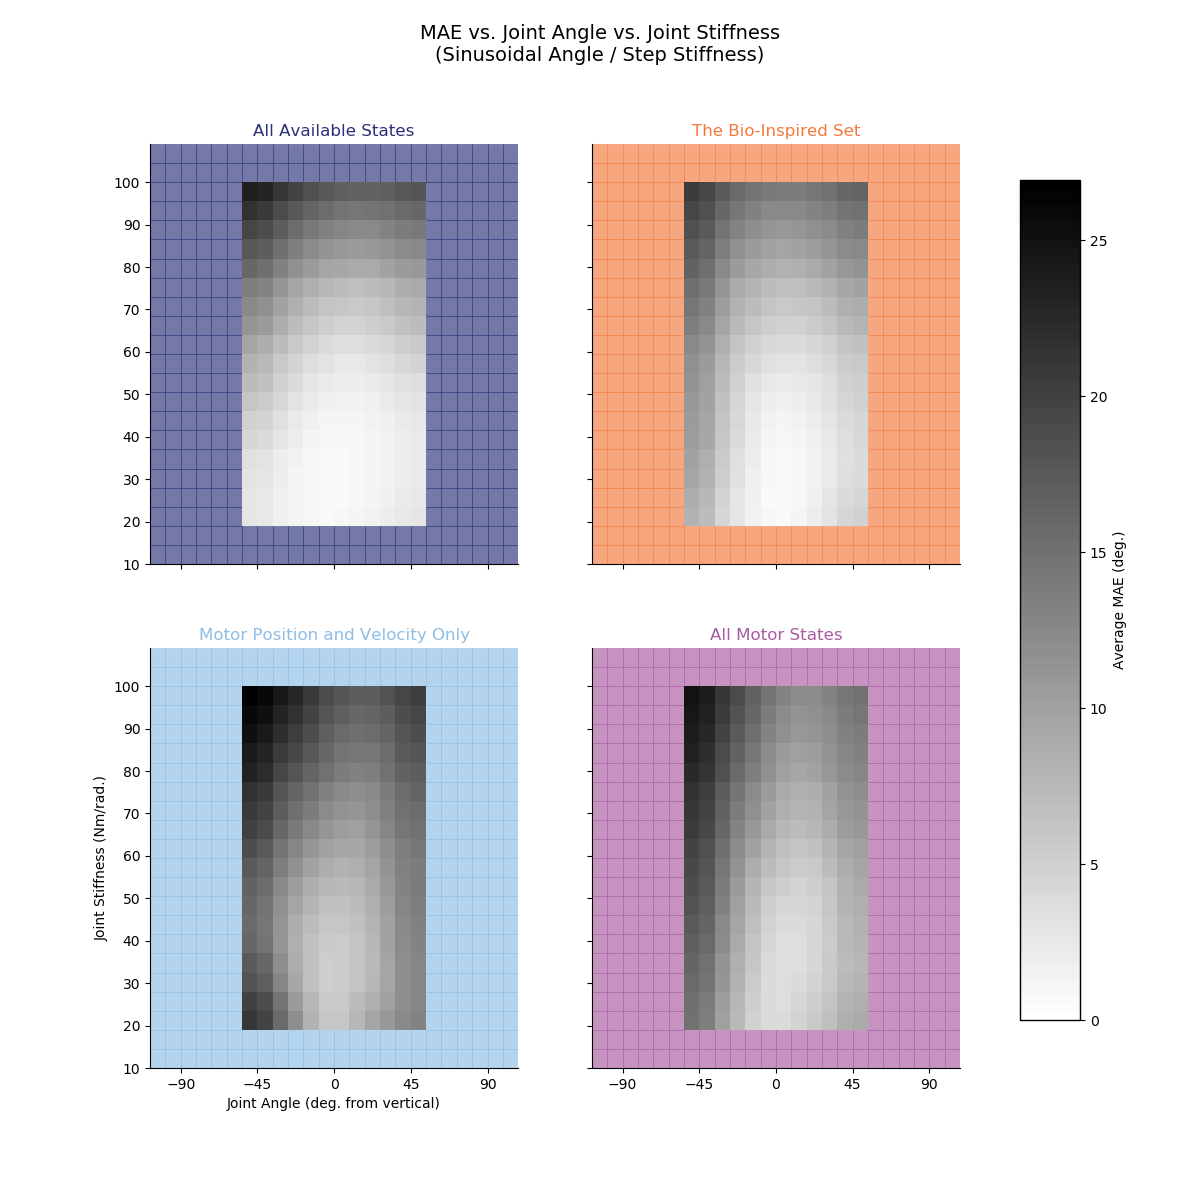 MAE vs. Joint Angle vs. Joint Stiffness
(Sinusoidal Angle / Step Stiffness)
All Available States
The Bio-Inspired Set
100
90
80
70
60
50
40
30
20
10
25
20
15
10
5
0
Average MAE (deg.)
Motor Position and Velocity Only
All Motor States
100
90
80
70
60
50
40
30
20
10
Joint Stiffness (Nm/rad.)
−90 −45 0 45 90
Joint Angle (deg. from vertical)
−90 −45 0 45 90